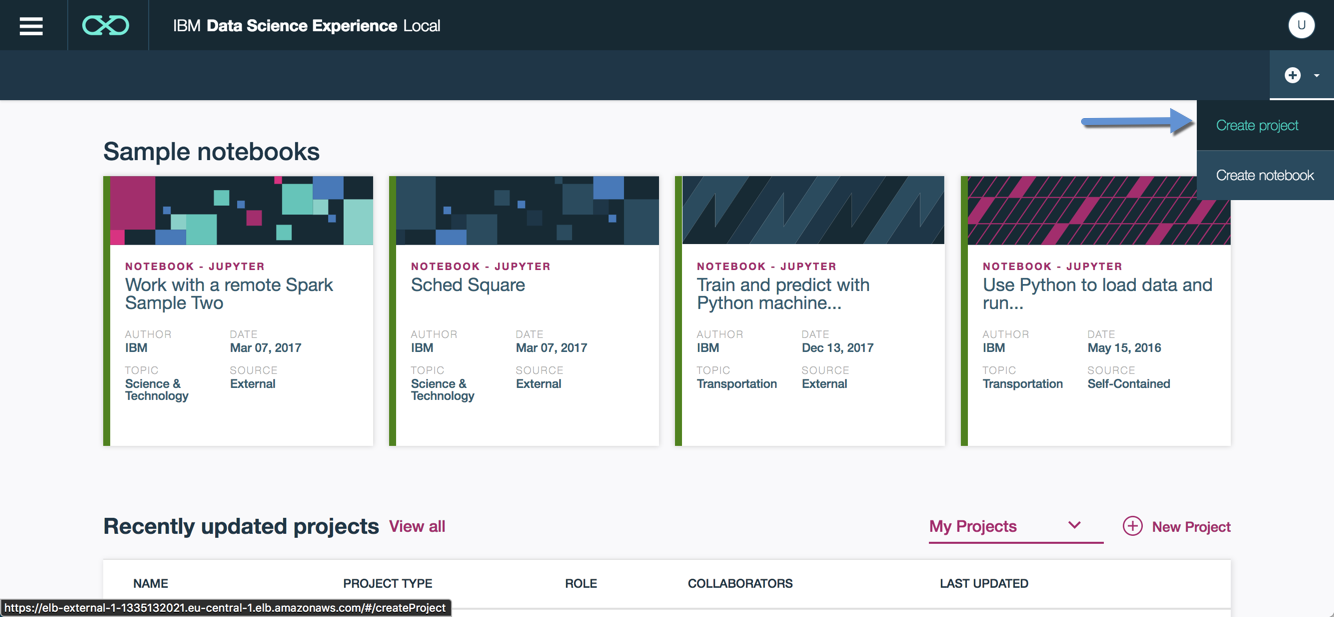 IBM Data Science Experience Local
U
Create project
Create notebook
Sample notebooks
NOTEBOOK - JUPYTER
Work with a remote Spark
Sample Two
AUTHOR DATE
IBM Mar 07, 2017
TOPIC SOURCE
Science & External
Technology
NOTEBOOK - JUPYTER
Sched Square
AUTHOR DATE
IBM Mar 07, 2017
TOPIC SOURCE
Science & External
Technology
NOTEBOOK - JUPYTER
Train and predict with
Python machine...
AUTHOR DATE
IBM Dec 13, 2017
TOPIC SOURCE
Transportation External
NOTEBOOK - JUPYTER
Use Python to load data and
run...
AUTHOR DATE
IBM May 15, 2016
TOPIC SOURCE
Transportation Self-Contained
Recently updated projects View all My Projects New Project
NAME PROJECT TYPE ROLE COLLABORATORS LAST UPDATED
https://elb-external-1-1335132021.eu-central-1.elb.amazonaws.com/#/createProject